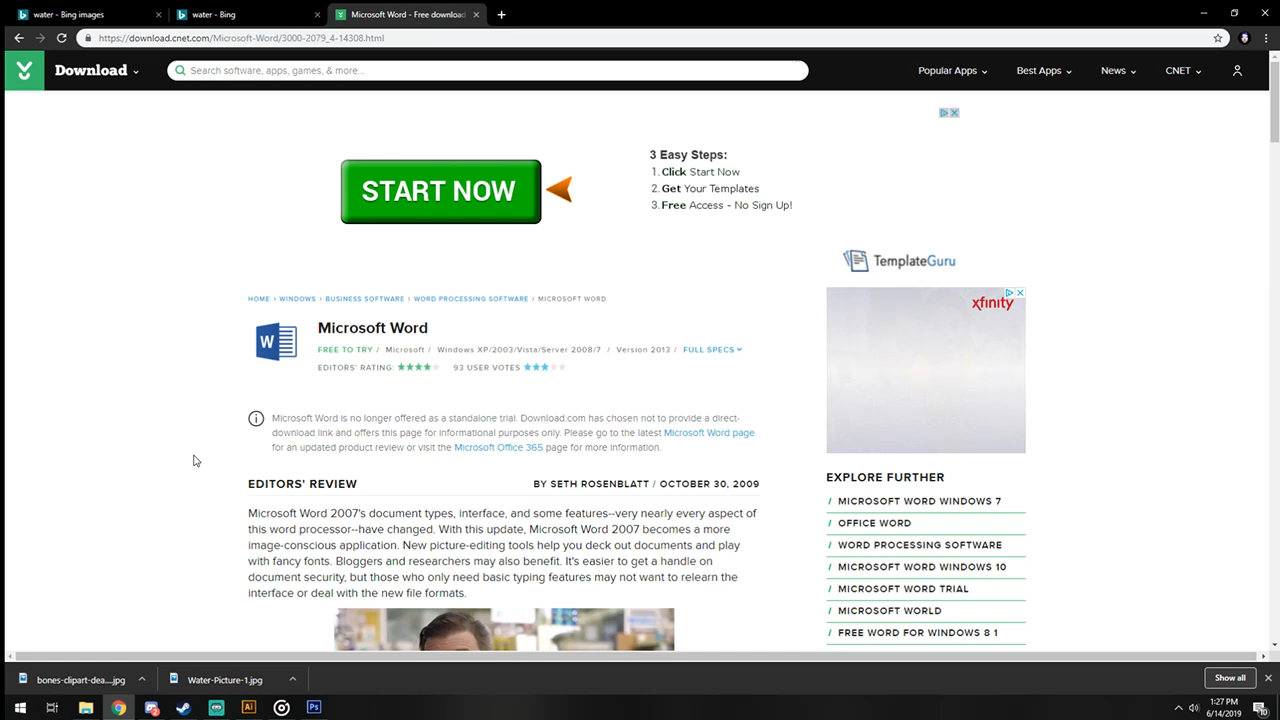 water - Bing images
water - Bing
Microsoft Word - Free download
https://download.cnet.com/Microsoft-Word/3000-2079_4-14308.html
Download
Search software, apps, games, & more...
Popular Apps
Best Apps
News
CNET
START NOW
3 Easy Steps:
1. Click Start Now
2. Get Your Templates
3. Free Access - No Sign Up!
TemplateGuru
HOME › WINDOWS › BUSINESS SOFTWARE › WORD PROCESSING SOFTWARE › MICROSOFT WORD
xfinity
W
Microsoft Word
FREE TO TRY / Microsoft / Windows XP/2003/Vista/Server 2008/7 / Version 2013 / FULL SPECS
EDITORS' RATING: 93 USER VOTES
Microsoft Word is no longer offered as a standalone trial. Download.com has chosen not to provide a direct-
download link and offers this page for informational purposes only. Please go to the latest Microsoft Word page
for an updated product review or visit the Microsoft Office 365 page for more information.
EDITORS' REVIEW
BY SETH ROSENBLATT / OCTOBER 30, 2009
Microsoft Word 2007's document types, interface, and some features--very nearly every aspect of
this word processor--have changed. With this update, Microsoft Word 2007 becomes a more
image-conscious application. New picture-editing tools help you deck out documents and play
with fancy fonts. Bloggers and researchers may also benefit. It's easier to get a handle on
document security, but those who only need basic typing features may not want to relearn the
interface or deal with the new file formats.
EXPLORE FURTHER
/ MICROSOFT WORD WINDOWS 7
/ OFFICE WORD
/ WORD PROCESSING SOFTWARE
/ MICROSOFT WORD WINDOWS 10
/ MICROSOFT WORD TRIAL
/ MICROSOFT WORLD
/ FREE WORD FOR WINDOWS 8 1
bones-clipart-dea....jpg
Water-Picture-1.jpg
Show all
Ai
Ps
1:27 PM
6/14/2019
10